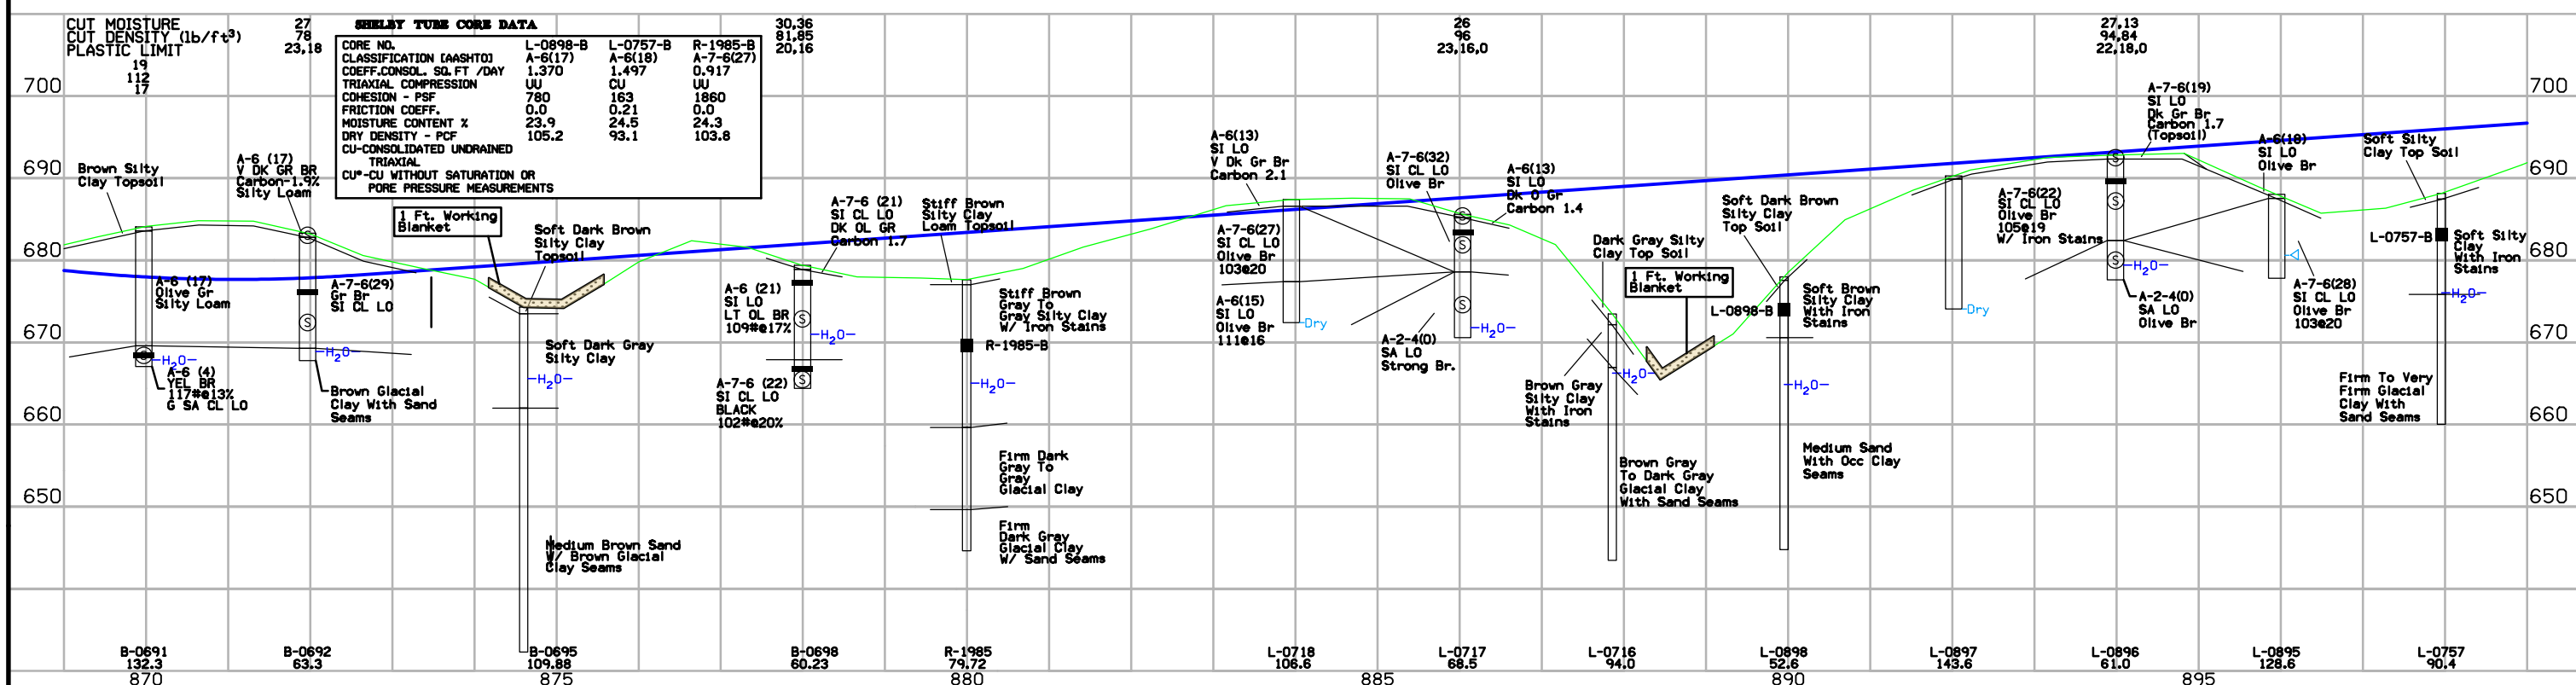 CUT MOISTURE
CUT DENSITY (lb/ft³)
PLASTIC LIMIT
19
112
17
27
78
23,18
30,36
81,85
20,16
26
96
23,16,0
27,13
94,84
22,18,0
SHELBY TUBE CORE DATA
CORE NO. L-0898-B L-0757-B R-1985-B
CLASSIFICATION [AASHTO] A-6(17) A-6(18) A-7-6(27)
COEFF.CONSOL. SQ.FT /DAY 1.370 1.497 0.917
TRIAXIAL COMPRESSION UU CU UU
COHESION - PSF 780 163 1860
FRICTION COEFF. 0.0 0.21 0.0
MOISTURE CONTENT % 23.9 24.5 24.3
DRY DENSITY - PCF 105.2 93.1 103.8
CU-CONSOLIDATED UNDRAINED
TRIAXIAL
CU*-CU WITHOUT SATURATION OR
PORE PRESSURE MEASUREMENTS
700
690
680
670
660
650
700
690
680
670
660
650
Brown Silty
Clay Topsoil
A-6 (17)
Olive Gr
Silty Loam
S
H₂O
A-6 (4)
YEL BR
117#@13%
G SA CL LO
A-6 (17)
V DK GR BR
Carbon-1.9%
Silty Loam
S
A-7-6(29)
Gr Br
SI CL LO
S
H₂O
Brown Glacial
Clay With Sand
Seams
1 Ft. Working
Blanket
Soft Dark Brown
Silty Clay
Topsoil
Soft Dark Gray
Silty Clay
H₂O
Medium Brown Sand
W/ Brown Glacial
Clay Seams
A-7-6 (21)
SI CL LO
DK OL GR
Carbon 1.7
A-6 (21)
SI LO
LT OL BR
109#@17%
S
H₂O
A-7-6 (22)
SI CL LO
BLACK
102#@20%
S
Stiff Brown
Silty Clay
Loam Topsoil
Stiff Brown
Gray To
Gray Silty Clay
W/ Iron Stains
R-1985-B
H₂O
Firm Dark
Gray To
Gray
Glacial Clay
Firm
Dark Gray
Glacial Clay
W/ Sand Seams
A-6(13)
SI LO
V Dk Gr Br
Carbon 2.1
A-7-6(27)
SI CL LO
Olive Br
103@20
A-6(15)
SI LO
Olive Br
111@16
Dry
A-7-6(32)
SI CL LO
Olive Br
S
S
S
H₂O
A-2-4(0)
SA LO
Strong Br.
A-6(13)
SI LO
DK O Gr
Carbon 1.4
Dark Gray Silty
Clay Top Soil
1 Ft. Working
Blanket
H₂O
Brown Gray
Silty Clay
With Iron
Stains
Brown Gray
To Dark Gray
Glacial Clay
With Sand Seams
Soft Dark Brown
Silty Clay
Top Soil
L-0898-B
Soft Brown
Silty Clay
With Iron
Stains
H₂O
Medium Sand
With Occ Clay
Seams
Dry
A-7-6(19)
SI LO
Dk Gr Br
Carbon 1.7
(Topsoil)
S
A-7-6(22)
SI CL LO
Olive Br
105@19
W/ Iron Stains
S
S
H₂O
A-2-4(0)
SA LO
Olive Br
A-6(18)
SI LO
Olive Br
A-7-6(28)
SI CL LO
Olive Br
103@20
Soft Silty
Clay Top Soil
L-0757-B
Soft Silty
Clay
With Iron
Stains
H₂O
Firm To Very
Firm Glacial
Clay With
Sand Seams
B-0691
132.3
B-0692
63.3
B-0695
109.88
B-0698
60.23
R-1985
79.72
L-0718
106.6
L-0717
68.5
L-0716
94.0
L-0898
52.6
L-0897
143.6
L-0896
61.0
L-0895
128.6
L-0757
90.4
870
875
880
885
890
895